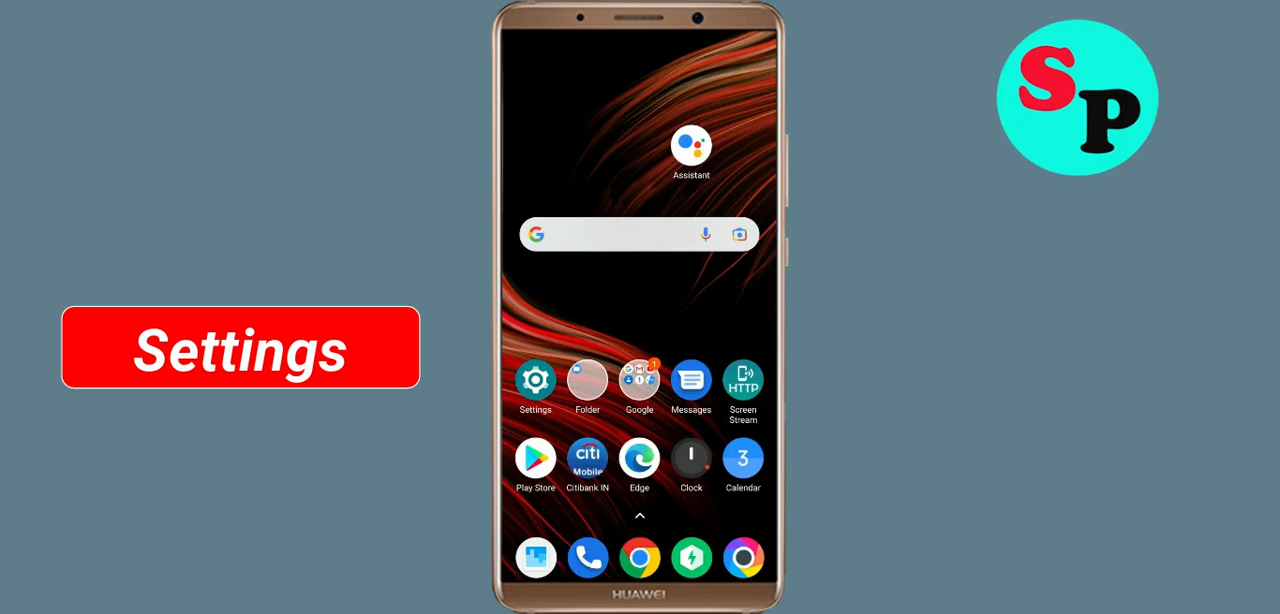 SP
Assistant
Settings
1
HTTP
Settings Folder Google Messages Screen Stream
citi Mobile
3
Play Store Citibank IN Edge Clock Calendar
HUAWEI